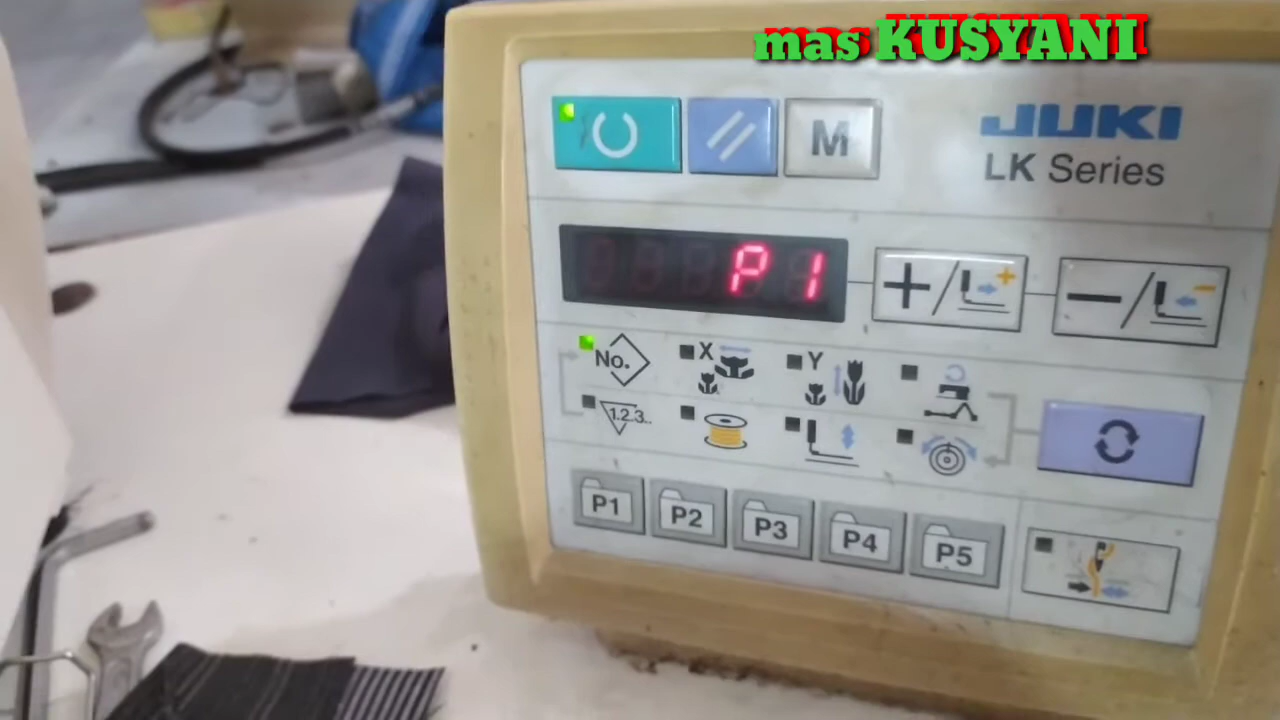 mas KUSYANI
M
JUKI
LK Series
P1
No.
X
Y
1.2.3..
P1
P2
P3
P4
P5